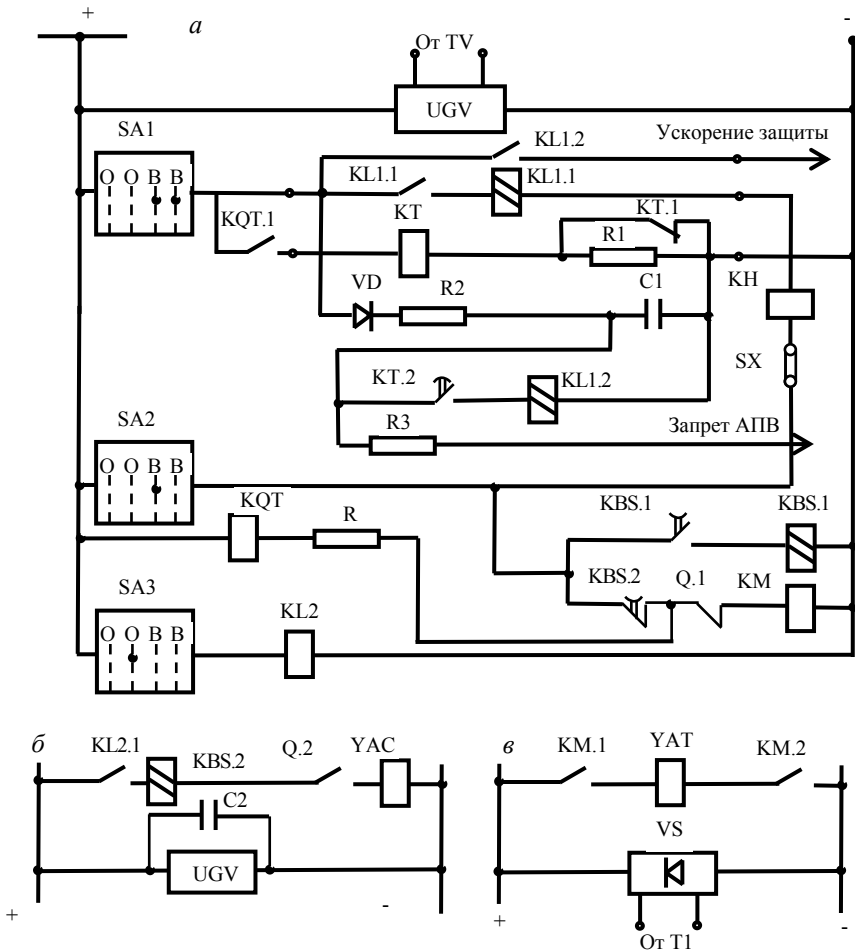 +
а
-
От TV
UGV
SA1
KL1.2
Ускорение защиты
О О В В
KL1.1
KL1.1
KQT.1
KT
KT.1
R1
VD
R2
C1
KH
KT.2
KL1.2
SX
R3
Запрет АПВ
SA2
О О В В
KQT
R
KBS.1
KBS.1
KBS.2
Q.1
KM
SA3
KL2
О О В В
б
KL2.1
KBS.2
Q.2
YAC
C2
UGV
+
-
в
KM.1
YAT
KM.2
VS
+
-
От Т1